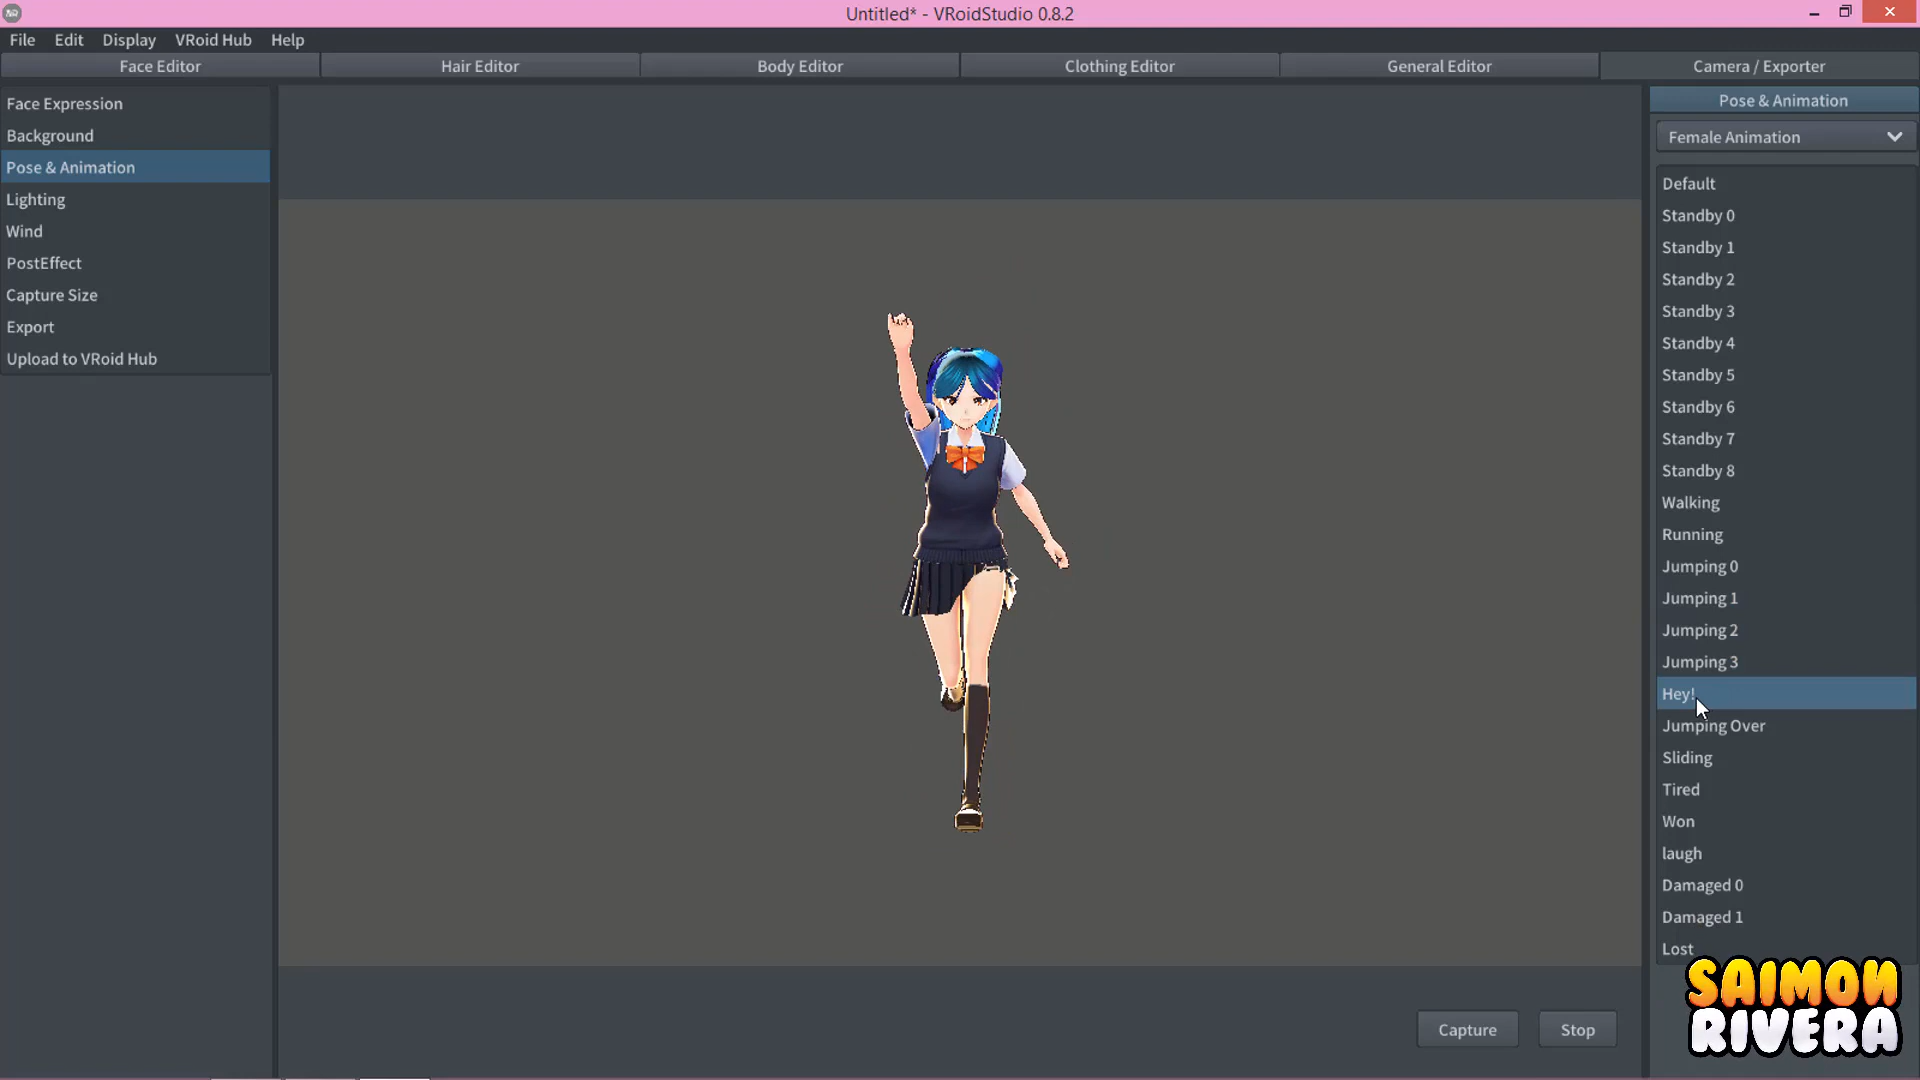 Untitled* - VRoidStudio 0.8.2
File Edit Display VRoid Hub Help
Face Editor Hair Editor Body Editor Clothing Editor General Editor Camera / Exporter
Face Expression
Background
Pose & Animation
Lighting
Wind
PostEffect
Capture Size
Export
Upload to VRoid Hub
Pose & Animation
Female Animation
Default
Standby 0
Standby 1
Standby 2
Standby 3
Standby 4
Standby 5
Standby 6
Standby 7
Standby 8
Walking
Running
Jumping 0
Jumping 1
Jumping 2
Jumping 3
Hey!
Jumping Over
Sliding
Tired
Won
laugh
Damaged 0
Damaged 1
Lost
Capture Stop
SAIMON
RIVERA